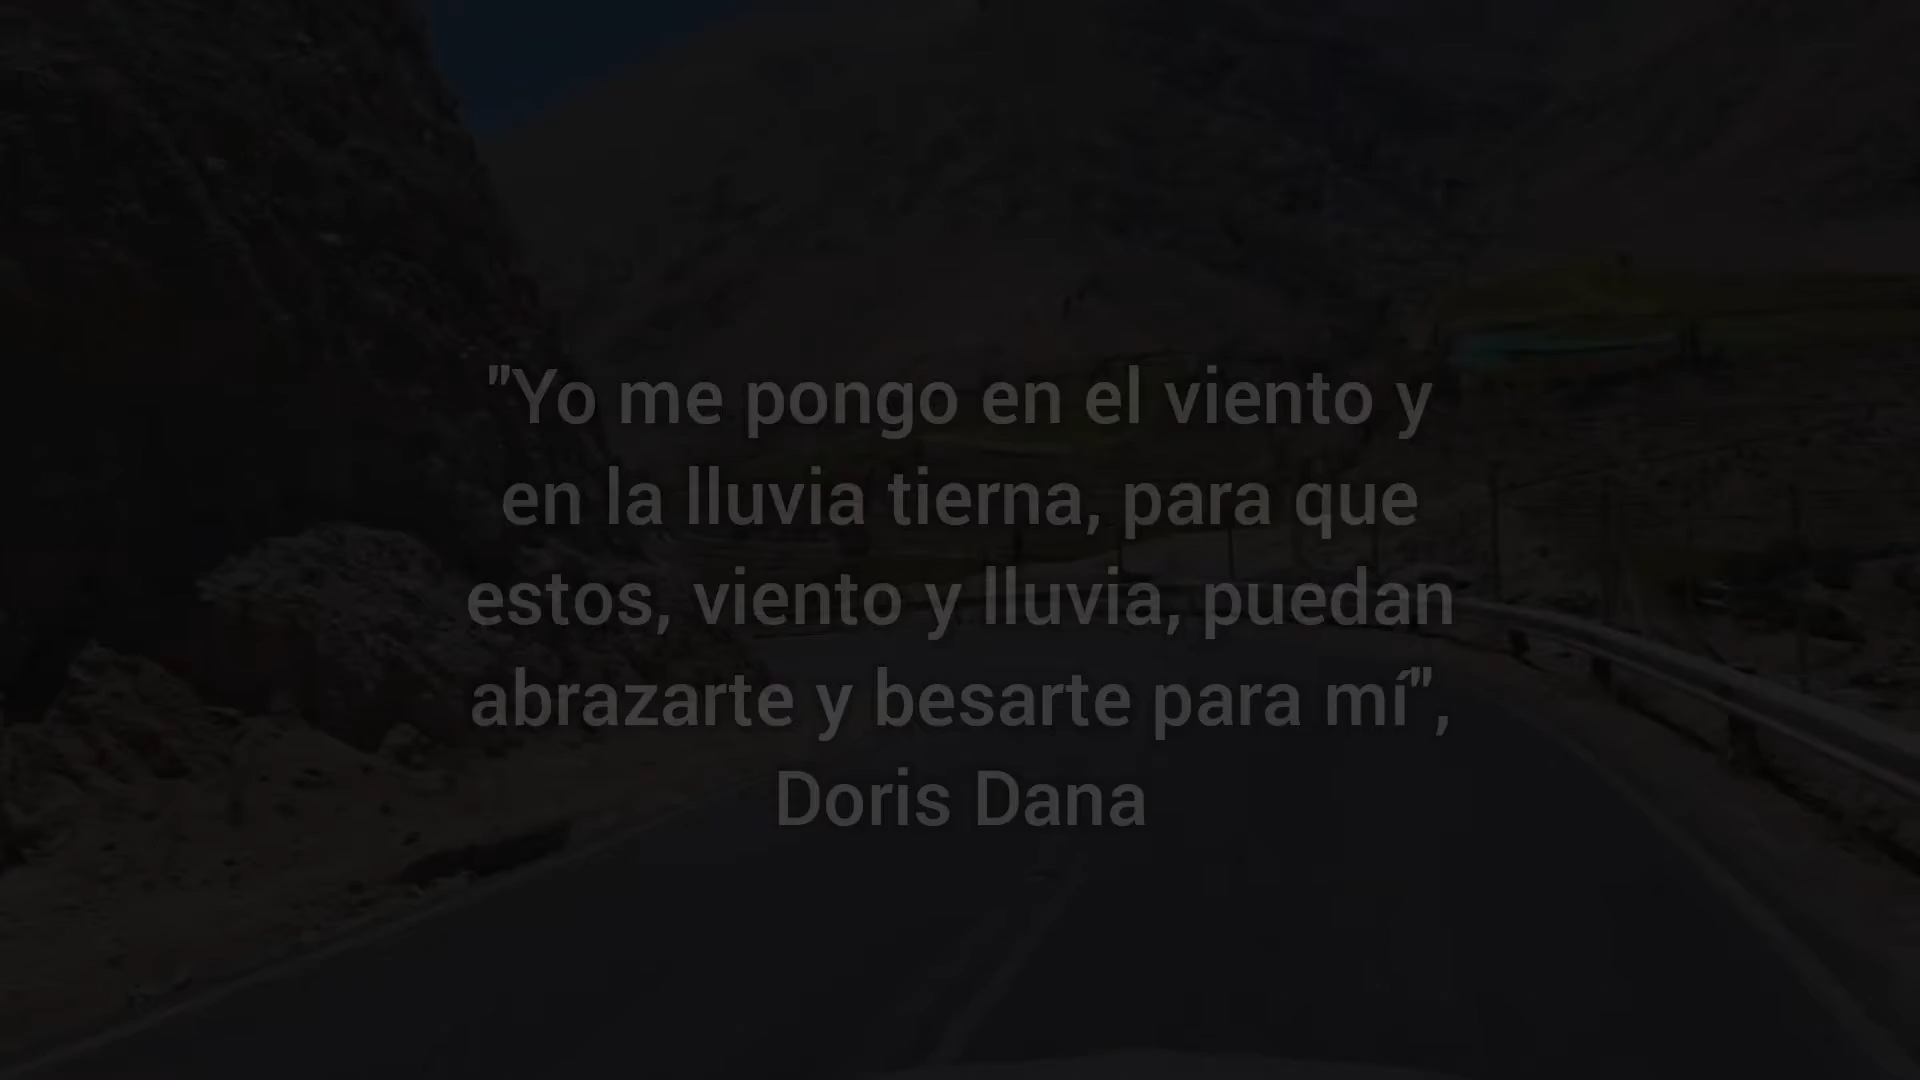 "Yo me pongo en el viento y
en la lluvia tierna, para que
estos, viento y lluvia, puedan
abrazarte y besarte para mí",
Doris Dana